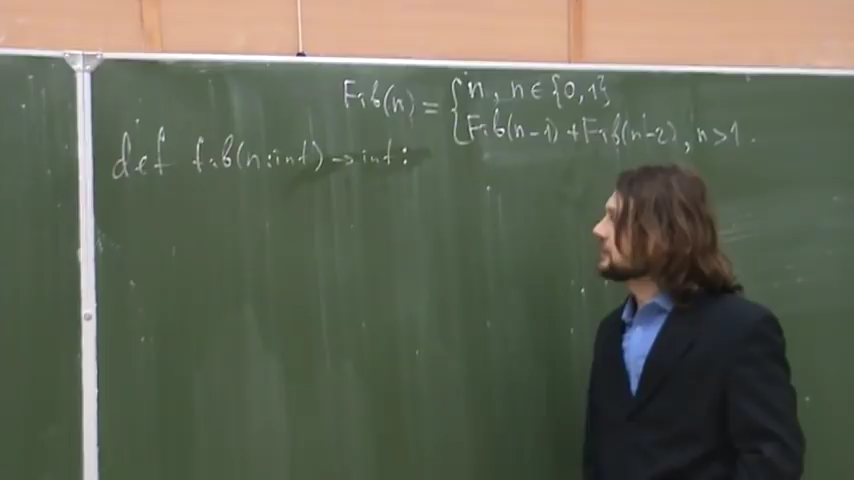 Fib(n) = { n, n ∈ {0, 1}
Fib(n-1) + Fib(n-2), n > 1.
def fib(n:int) -> int: